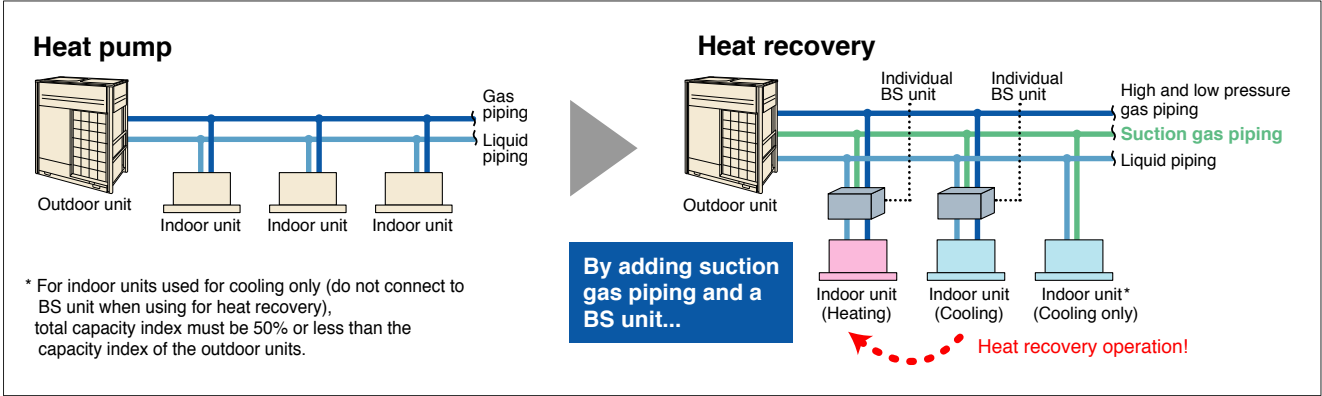 Heat pump
Gas
piping
Liquid
piping
Outdoor unit
Indoor unit
Indoor unit
Indoor unit
* For indoor units used for cooling only (do not connect to
BS unit when using for heat recovery),
total capacity index must be 50% or less than the
capacity index of the outdoor units.
By adding suction
gas piping and a
BS unit...
Heat recovery
Individual
BS unit
Individual
BS unit
High and low pressure
gas piping
Suction gas piping
Liquid piping
Outdoor unit
Indoor unit
(Heating)
Indoor unit
(Cooling)
Indoor unit*
(Cooling only)
Heat recovery operation!